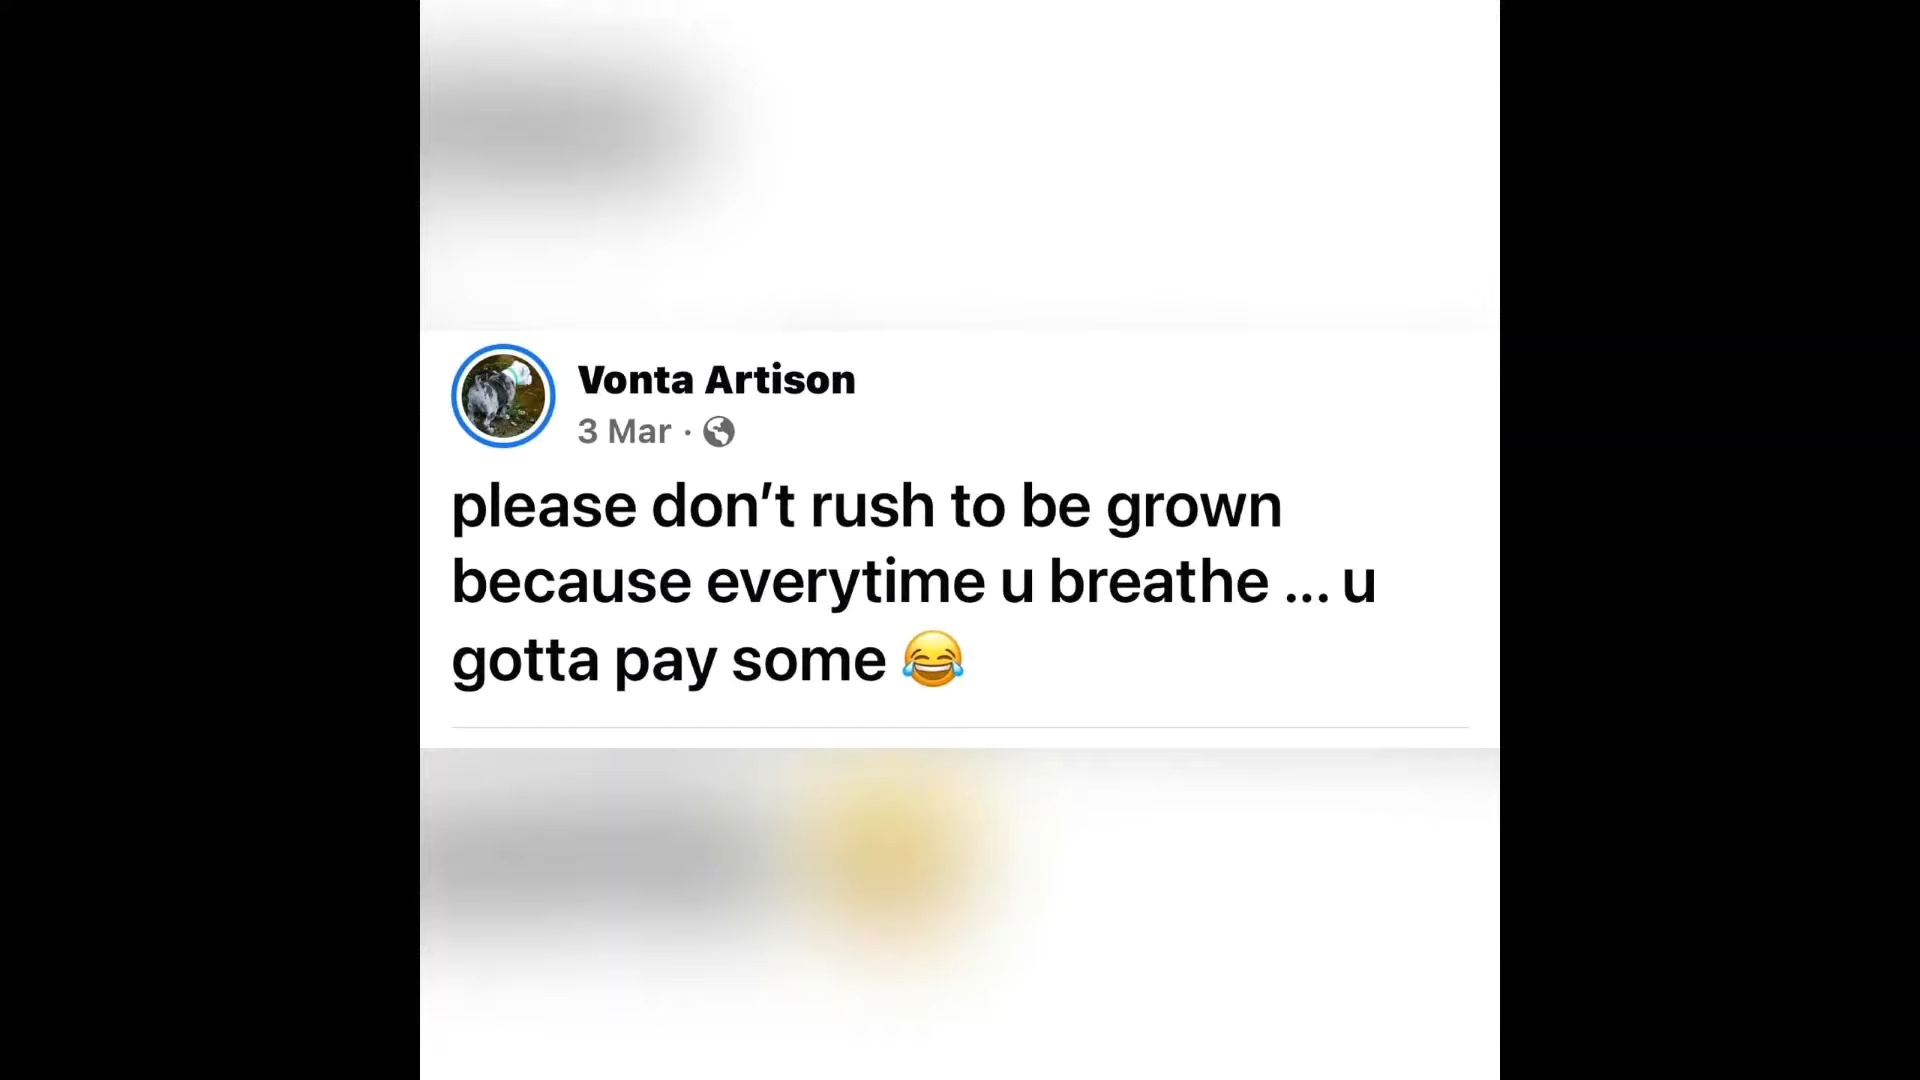 Vonta Artison
3 Mar ·
please don’t rush to be grown
because everytime u breathe ... u
gotta pay some 😂